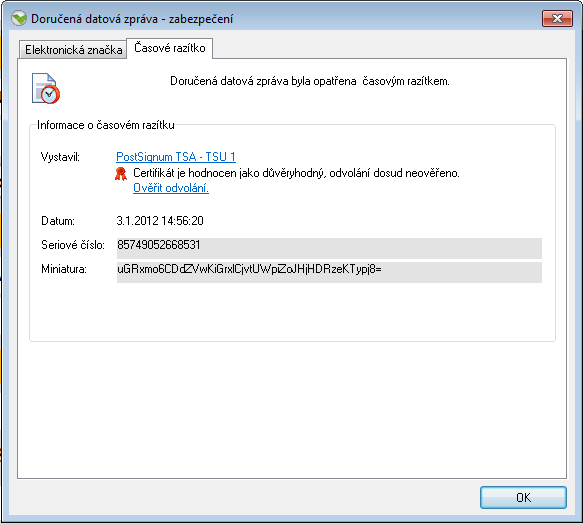 Doručená datová zpráva - zabezpečení
Elektronická značka
Časové razítko
Doručená datová zpráva byla opatřena časovým razítkem.
Informace o časovém razítku
Vystavil: PostSignum TSA - TSU 1
Certifikát je hodnocen jako důvěryhodný, odvolání dosud neověřeno.
Ověřit odvolání.
Datum: 3.1.2012 14:56:20
Seriové číslo: 85749052668531
Miniatura: uGRxmo6CDdZVwKiGrxlCjvtUWpiZoJHjHDRzeKTypj8=
OK